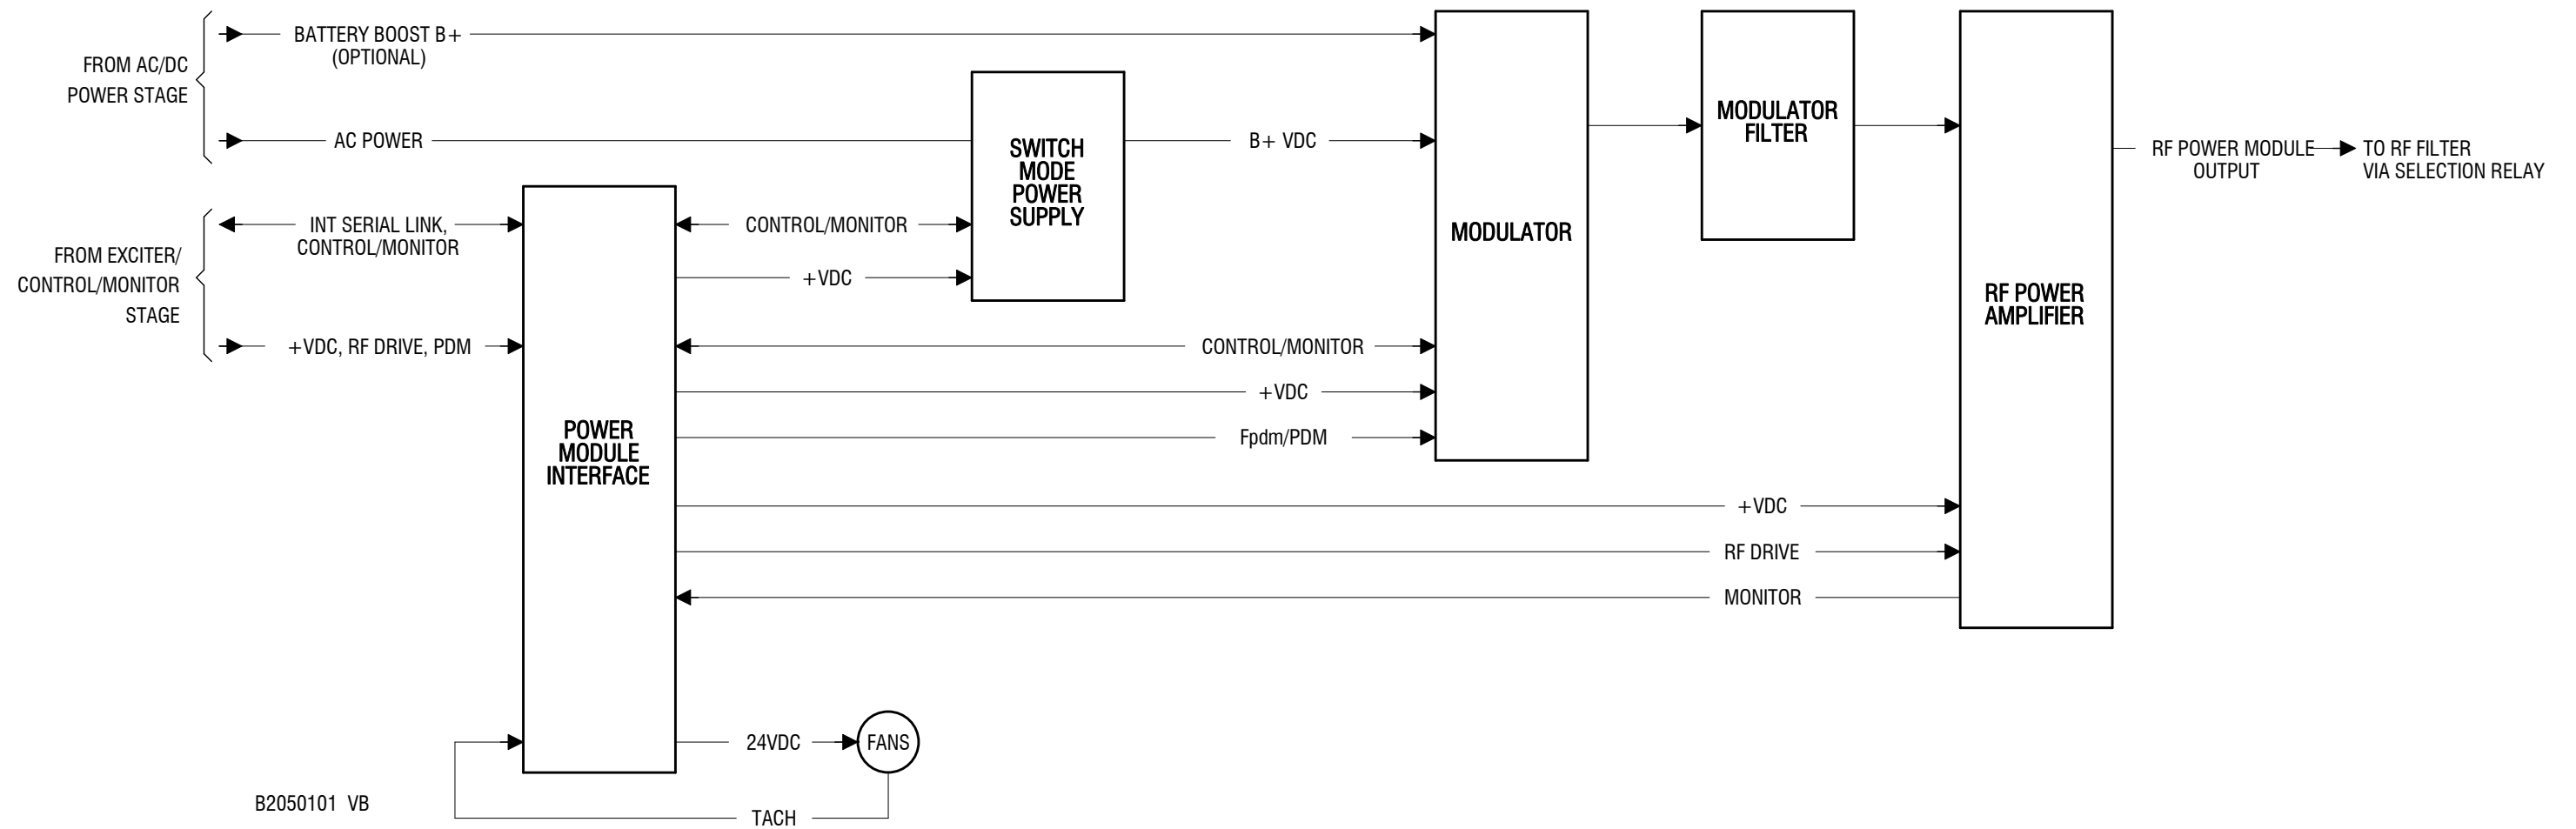 FROM AC/DC
POWER STAGE
BATTERY BOOST B+
(OPTIONAL)
AC POWER
FROM EXCITER/
CONTROL/MONITOR
STAGE
INT SERIAL LINK,
CONTROL/MONITOR
+VDC, RF DRIVE, PDM
POWER
MODULE
INTERFACE
CONTROL/MONITOR
+VDC
SWITCH
MODE
POWER
SUPPLY
B+ VDC
CONTROL/MONITOR
+VDC
Fpdm/PDM
MODULATOR
MODULATOR
FILTER
+VDC
RF DRIVE
MONITOR
RF POWER
AMPLIFIER
RF POWER MODULE
OUTPUT
TO RF FILTER
VIA SELECTION RELAY
24VDC
FANS
TACH
B2050101 VB